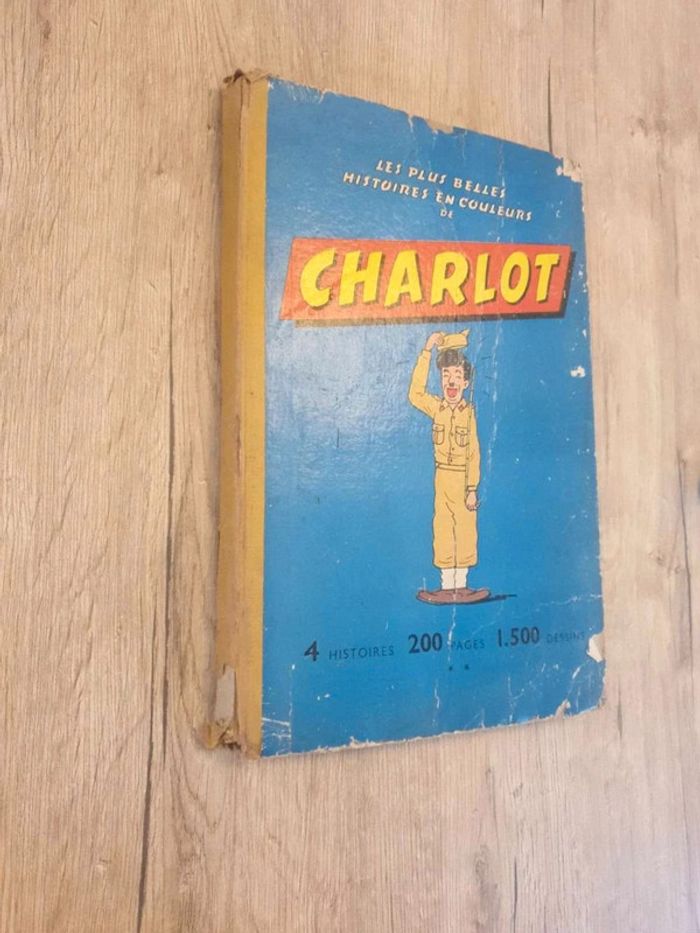 LES PLUS BELLES
HISTOIRES EN COULEURS
DE
CHARLOT
4 HISTOIRES 200 PAGES 1.500 DESSINS